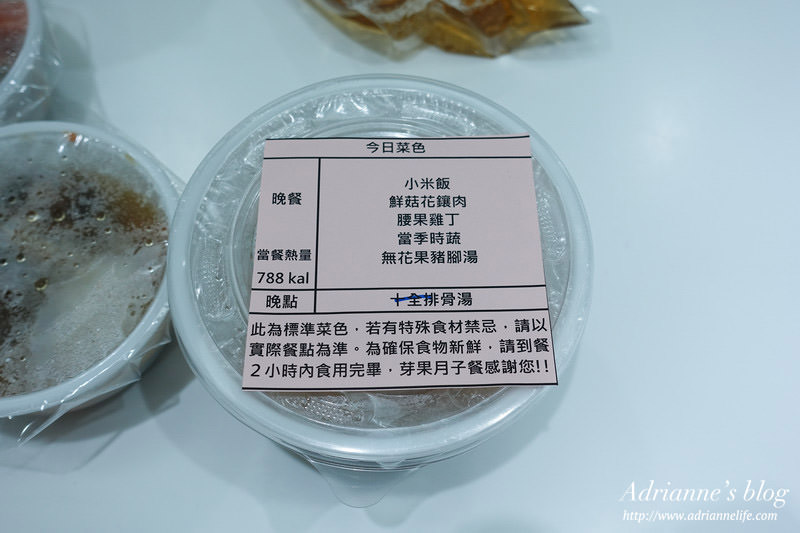 今日菜色
晚餐
小米飯
鮮菇花鑲肉
腰果雞丁
當季時蔬
無花果豬腳湯
當餐熱量
788 kal
晚點
十全排骨湯
此為標準菜色，若有特殊食材禁忌，請以
實際餐點為準。為確保食物新鮮，請到餐
2小時內食用完畢，芽果月子餐感謝您!!
Adrianne's blog
http://www.adriannelife.com